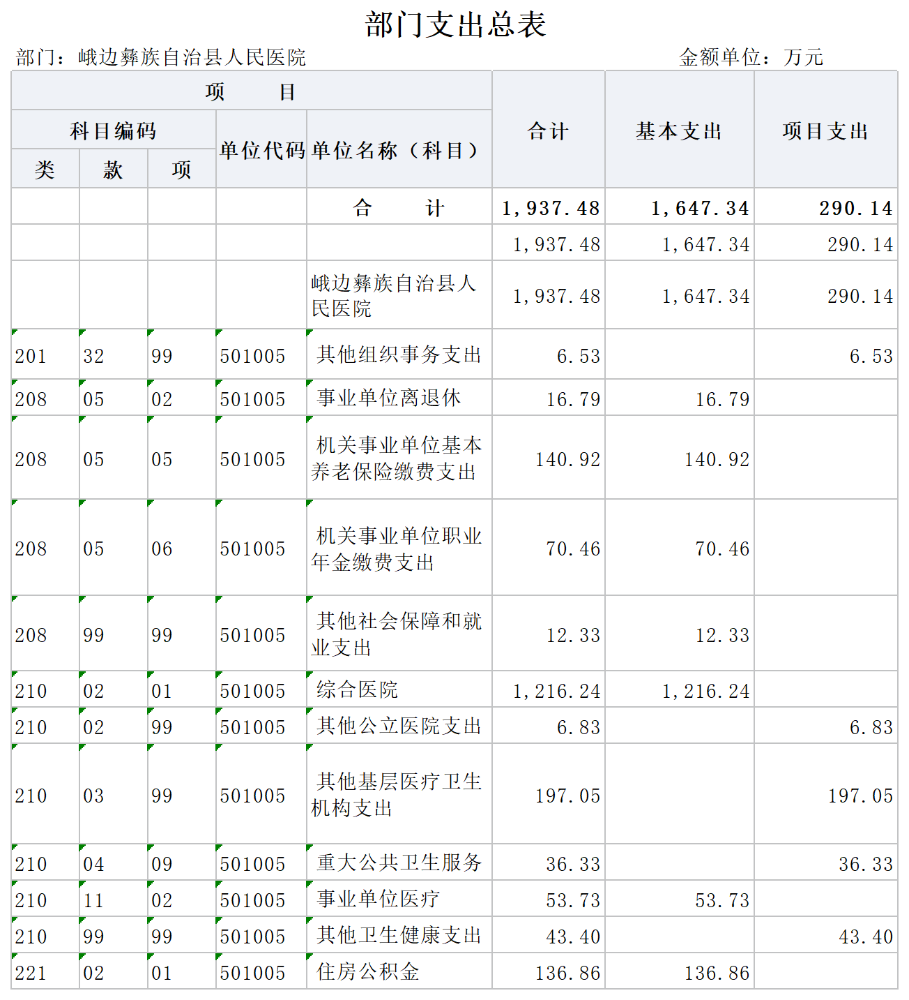 部门支出总表
部门：峨边彝族自治县人民医院 金额单位：万元
项 目 合计 基本支出 项目支出
科目编码 单位代码 单位名称（科目）
类 款 项
合 计 1,937.48 1,647.34 290.14
1,937.48 1,647.34 290.14
峨边彝族自治县人
民医院 1,937.48 1,647.34 290.14
201 32 99 501005 其他组织事务支出 6.53 6.53
208 05 02 501005 事业单位离退休 16.79 16.79
208 05 05 501005 机关事业单位基本
养老保险缴费支出 140.92 140.92
208 05 06 501005 机关事业单位职业
年金缴费支出 70.46 70.46
208 99 99 501005 其他社会保障和就
业支出 12.33 12.33
210 02 01 501005 综合医院 1,216.24 1,216.24
210 02 99 501005 其他公立医院支出 6.83 6.83
210 03 99 501005 其他基层医疗卫生
机构支出 197.05 197.05
210 04 09 501005 重大公共卫生服务 36.33 36.33
210 11 02 501005 事业单位医疗 53.73 53.73
210 99 99 501005 其他卫生健康支出 43.40 43.40
221 02 01 501005 住房公积金 136.86 136.86